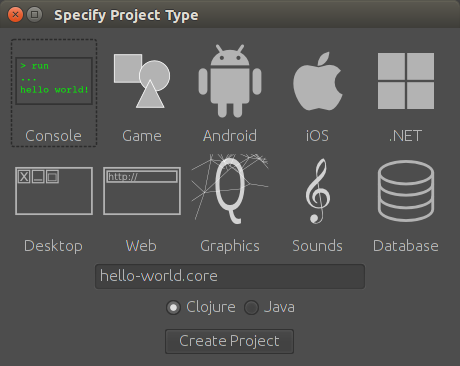 Specify Project Type
> run
...
hello world!
Console
Game
Android
iOS
.NET
X
http://
Desktop
Web
Q
Graphics
Sounds
Database
hello-world.core
Clojure
Java
Create Project